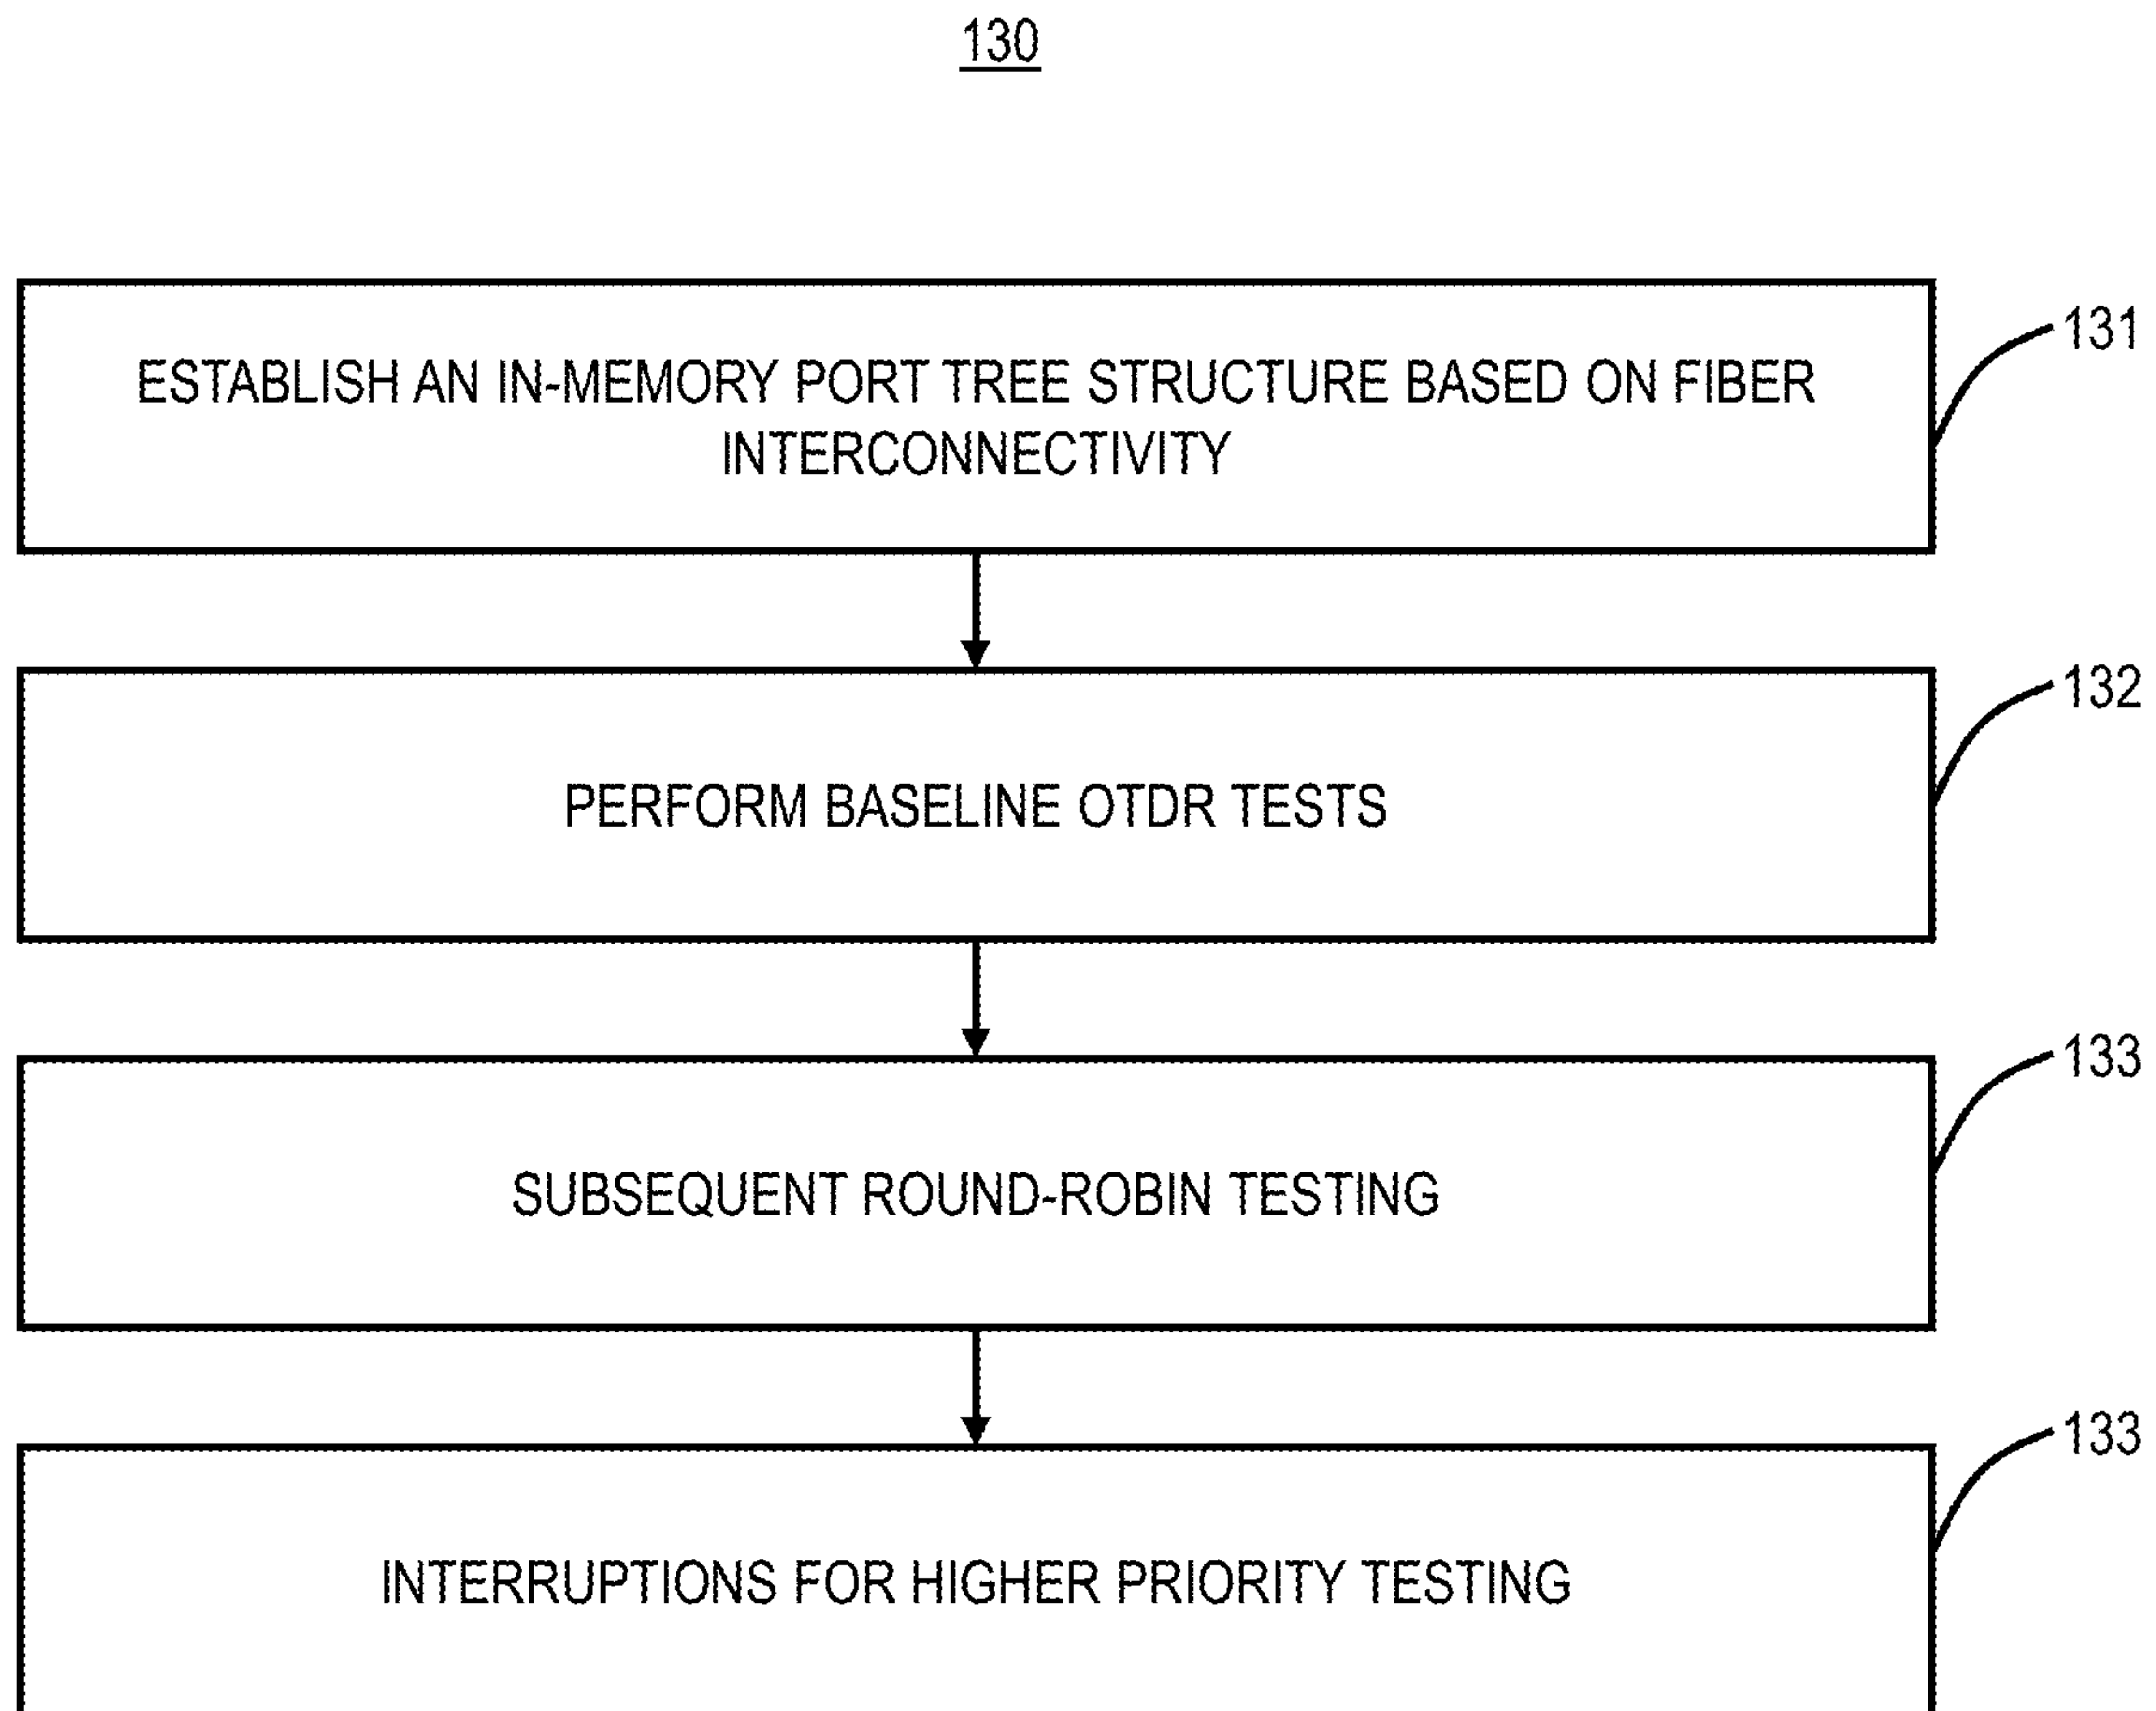 130
131
ESTABLISH AN IN-MEMORY PORT TREE STRUCTURE BASED ON FIBER
INTERCONNECTIVITY
132
PERFORM BASELINE OTDR TESTS
133
SUBSEQUENT ROUND-ROBIN TESTING
133
INTERRUPTIONS FOR HIGHER PRIORITY TESTING